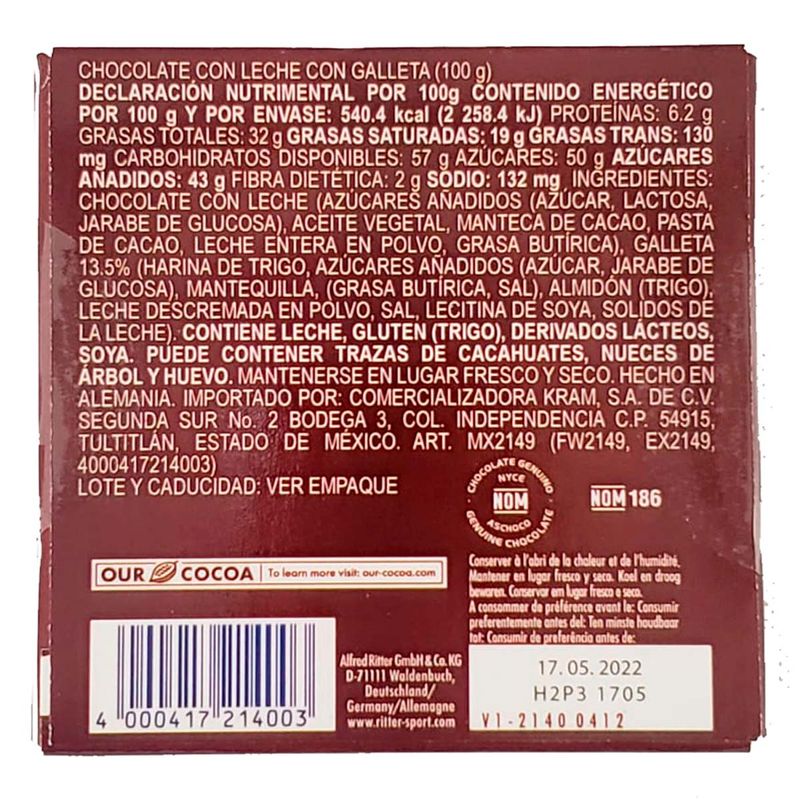 CHOCOLATE CON LECHE CON GALLETA (100 g)
DECLARACIÓN NUTRIMENTAL POR 100g CONTENIDO ENERGÉTICO
POR 100 g Y POR ENVASE: 540.4 kcal (2 258.4 kJ) PROTEÍNAS: 6.2 g
GRASAS TOTALES: 32 g GRASAS SATURADAS: 19 g GRASAS TRANS: 130
mg CARBOHIDRATOS DISPONIBLES: 57 g AZÚCARES: 50 g AZÚCARES
AÑADIDOS: 43 g FIBRA DIETÉTICA: 2 g SODIO: 132 mg INGREDIENTES:
CHOCOLATE CON LECHE (AZÚCARES AÑADIDOS (AZÚCAR, LACTOSA,
JARABE DE GLUCOSA), ACEITE VEGETAL, MANTECA DE CACAO, PASTA
DE CACAO, LECHE ENTERA EN POLVO, GRASA BUTÍRICA), GALLETA
13.5% (HARINA DE TRIGO, AZÚCARES AÑADIDOS (AZÚCAR, JARABE DE
GLUCOSA), MANTEQUILLA, (GRASA BUTÍRICA, SAL), ALMIDÓN (TRIGO),
LECHE DESCREMADA EN POLVO, SAL, LECITINA DE SOYA, SOLIDOS DE
LA LECHE). CONTIENE LECHE, GLUTEN (TRIGO), DERIVADOS LÁCTEOS,
SOYA. PUEDE CONTENER TRAZAS DE CACAHUATES, NUECES DE
ÁRBOL Y HUEVO. MANTENERSE EN LUGAR FRESCO Y SECO. HECHO EN
ALEMANIA. IMPORTADO POR: COMERCIALIZADORA KRAM, S.A. DE C.V.
SEGUNDA SUR No. 2 BODEGA 3, COL. INDEPENDENCIA C.P. 54915,
TULTITLÁN, ESTADO DE MÉXICO. ART. MX2149 (FW2149, EX2149,
4000417214003)
LOTE Y CADUCIDAD: VER EMPAQUE
CHOCOLATE GENUINO
NYCE
NOM
ASCHOCO
GENUINE CHOCOLATE
NOM 186
OUR COCOA To learn more visit: our-cocoa.com
Conserver à l'abri de la chaleur et de l'humidité.
Mantener en lugar fresco y seco. Koel en droog
bewaren. Conservar em lugar fresco e seco.
A consommer de préférence avant le: Consumir
preferentemente antes del: Ten minste houdbaar
tot: Consumir de preferência antes de:
4 000417 214003
Alfred Ritter GmbH & Co. KG
D-71111 Waldenbuch,
Deutschland/
Germany/Allemagne
www.ritter-sport.com
17.05.2022
H2P3 1705
V1-2140 0412